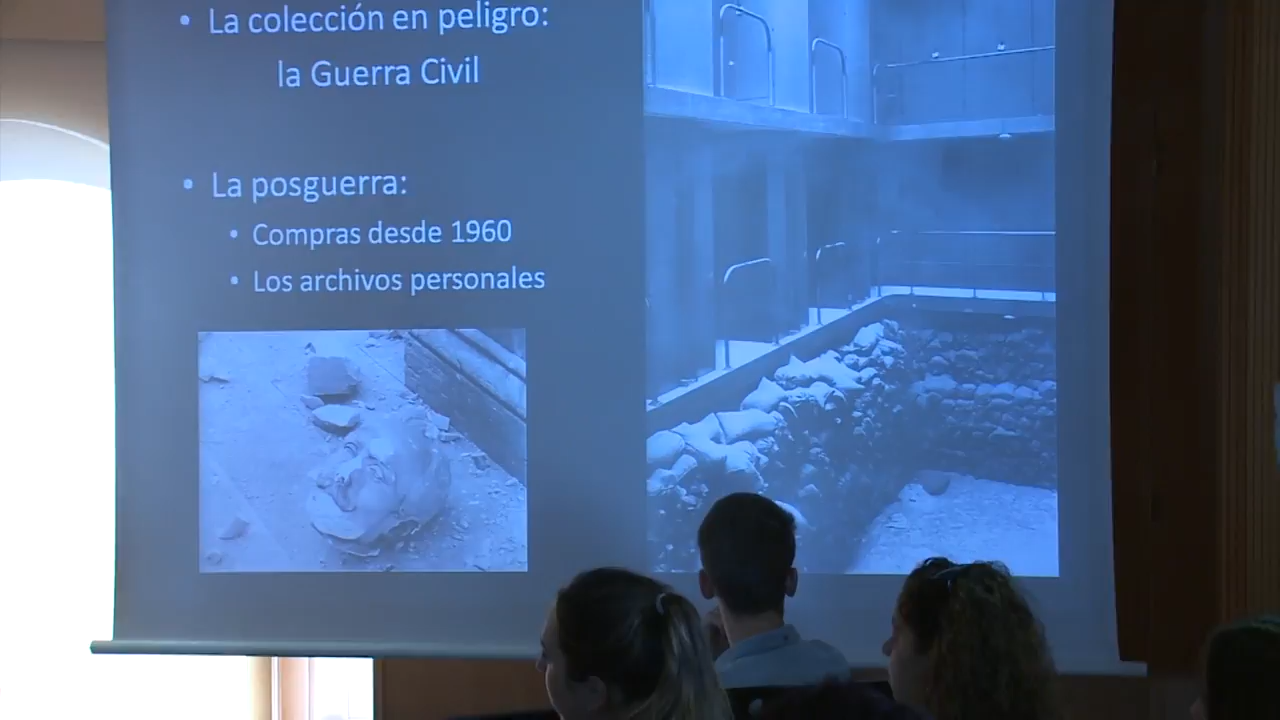 • La colección en peligro:
la Guerra Civil
• La posguerra:
• Compras desde 1960
• Los archivos personales